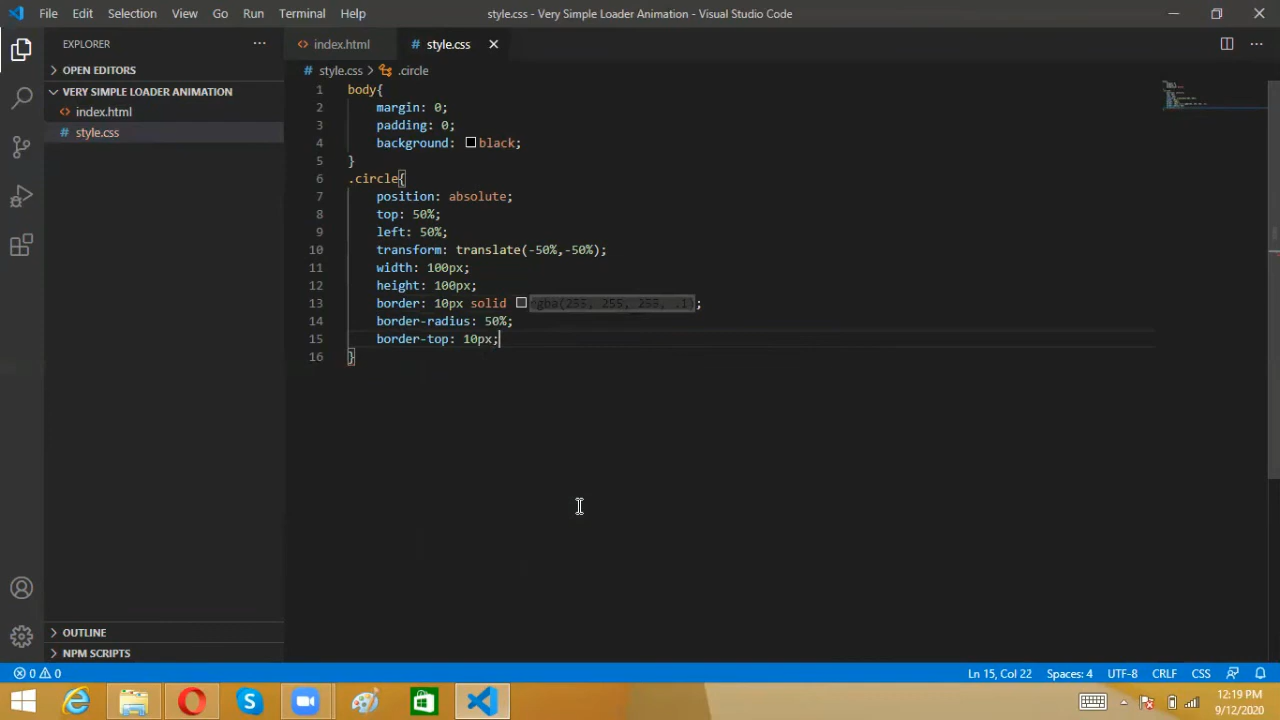 File Edit Selection View Go Run Terminal Help
style.css - Very Simple Loader Animation - Visual Studio Code
EXPLORER
OPEN EDITORS
VERY SIMPLE LOADER ANIMATION
<> index.html
# style.css
NPM SCRIPTS
OUTLINE
<> index.html
# style.css
# style.css > .circle
1 body{
2 margin: 0;
3 padding: 0;
4 background: black;
5 }
6 .circle{
7 position: absolute;
8 top: 50%;
9 left: 50%;
10 transform: translate(-50%,-50%);
11 width: 100px;
12 height: 100px;
13 border: 10px solid rgba(255, 255, 255, .1);
14 border-radius: 50%;
15 border-top: 10px;
16 }
0 0
Ln 15, Col 22 Spaces: 4 UTF-8 CRLF CSS
12:19 PM
9/12/2020